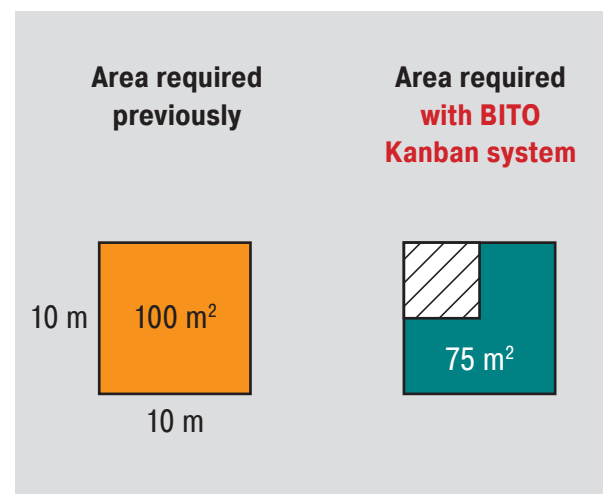 Area required
previously
Area required
with BITO
Kanban system
10 m
100 m²
10 m
75 m²